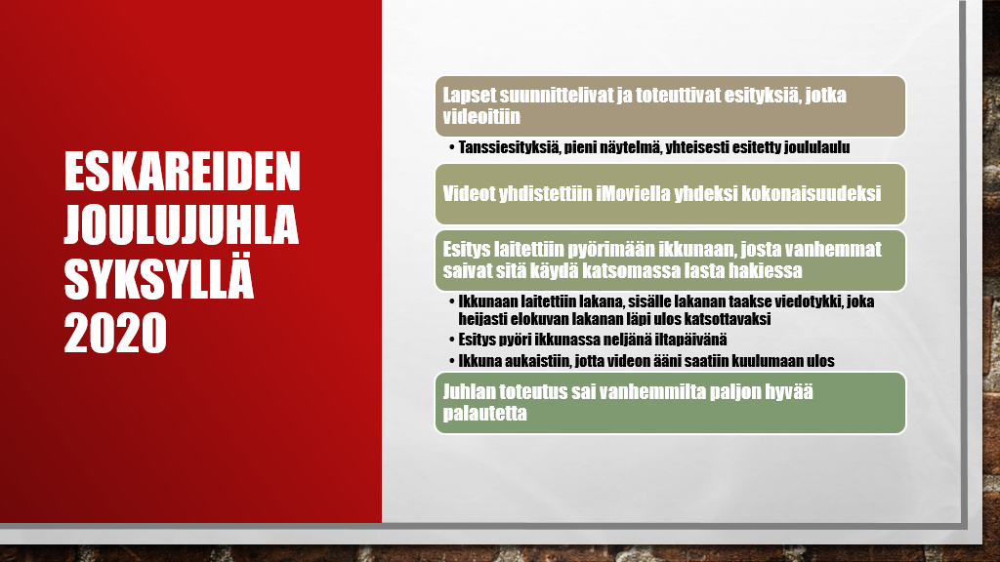 ESKAREIDEN
JOULUJUHLA
SYKSYLLÄ
2020
Lapset suunnittelivat ja toteuttivat esityksiä, jotka
videoitiin
• Tanssiesityksiä, pieni näytelmä, yhteisesti esitetty joululaulu
Videot yhdistettiin iMoviella yhdeksi kokonaisuudeksi
Esitys laitettiin pyörimään ikkunaan, josta vanhemmat
saivat sitä käydä katsomassa lasta hakiessa
• Ikkunaan laitettiin lakana, sisälle lakanan taakse viedotykki, joka
heijasti elokuvan lakanan läpi ulos katsottavaksi
• Esitys pyöri ikkunassa neljänä iltapäivänä
• Ikkuna aukaistiin, jotta videon ääni saatiin kuulumaan ulos
Juhlan toteutus sai vanhemmilta paljon hyvää
palautetta